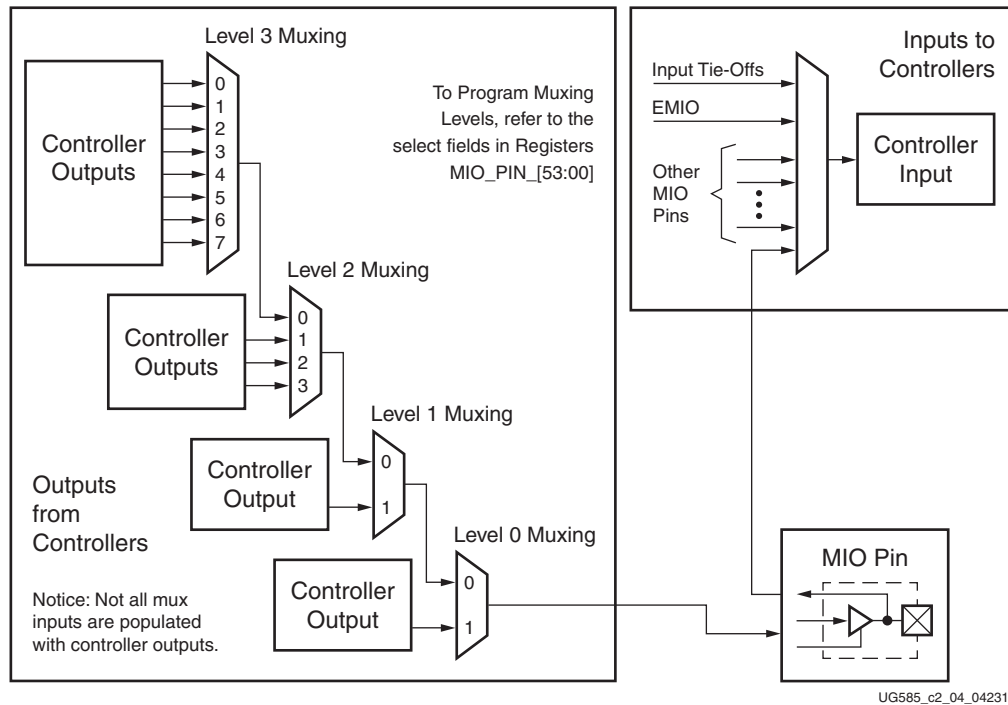 Level 3 Muxing
Controller
Outputs
0
1
2
3
4
5
6
7
To Program Muxing
Levels, refer to the
select fields in Registers
MIO_PIN_[53:00]
Level 2 Muxing
Controller
Outputs
0
1
2
3
Level 1 Muxing
Controller
Output
0
1
Level 0 Muxing
Controller
Output
0
1
Outputs
from
Controllers
Notice: Not all mux
inputs are populated
with controller outputs.
Inputs to
Controllers
Input Tie-Offs
EMIO
Other
MIO
Pins
Controller
Input
MIO Pin
UG585_c2_04_04231